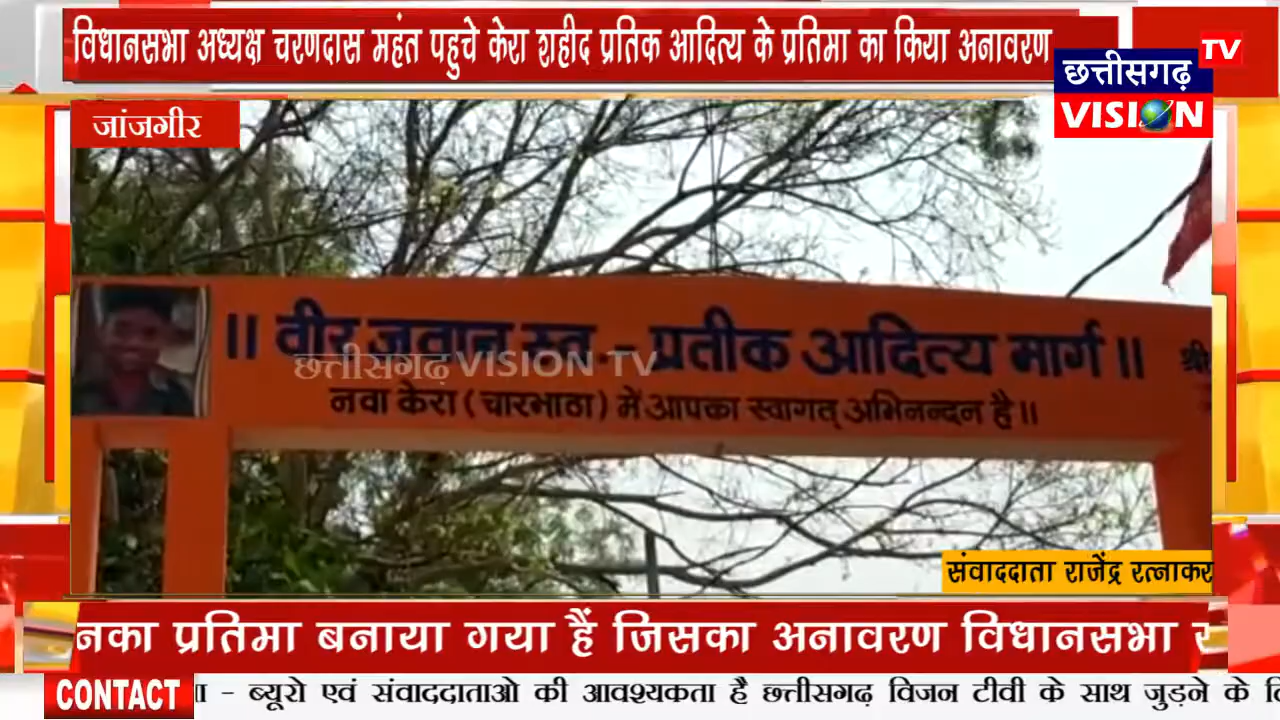 विधानसभा अध्यक्ष चरणदास महंत पहुचे केरा शहीद प्रतिक आदित्य के प्रतिमा का किया अनावरण
TV
छत्तीसगढ़
VISION
जांजगीर
॥ वीर जवान स्व - प्रतीक आदित्य मार्ग ॥
छत्तीसगढ़ VISION TV
नवा केरा (चारभाठा) में आपका स्वागत् अभिनन्दन है॥
संवाददाता राजेंद्र रत्नाकर
नका प्रतिमा बनाया गया हैं जिसका अनावरण विधानसभा
CONTACT
- ब्यूरो एवं संवाददाताओ की आवश्यकता है छत्तीसगढ़ विजन टीवी के साथ जुड़ने के